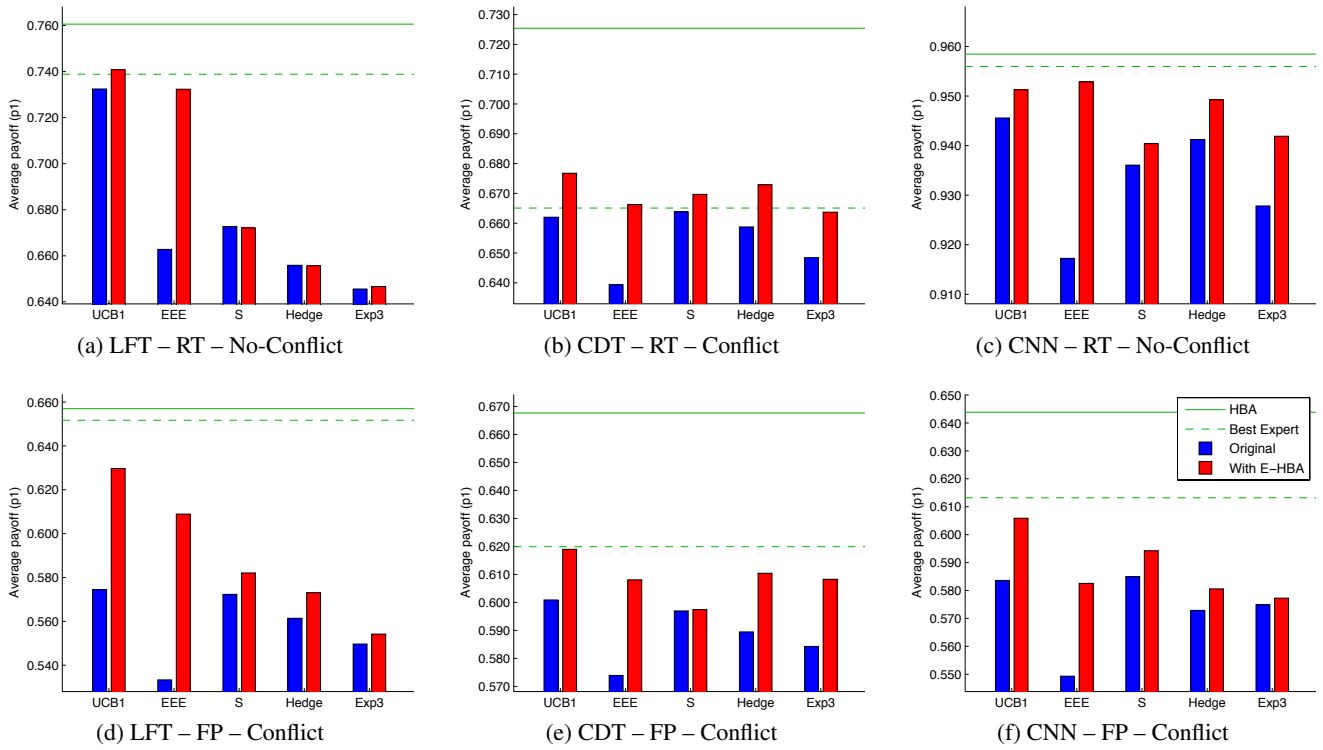 0.760
0.740
0.720
0.700
0.680
0.660
0.640
Average payoff (p1)
UCB1 EEE S Hedge Exp3
(a) LFT – RT – No-Conflict
0.730
0.720
0.710
0.700
0.690
0.680
0.670
0.660
0.650
0.640
Average payoff (p1)
UCB1 EEE S Hedge Exp3
(b) CDT – RT – Conflict
0.960
0.950
0.940
0.930
0.920
0.910
Average payoff (p1)
UCB1 EEE S Hedge Exp3
(c) CNN – RT – No-Conflict
0.660
0.640
0.620
0.600
0.580
0.560
0.540
Average payoff (p1)
UCB1 EEE S Hedge Exp3
(d) LFT – FP – Conflict
0.670
0.660
0.650
0.640
0.630
0.620
0.610
0.600
0.590
0.580
0.570
Average payoff (p1)
UCB1 EEE S Hedge Exp3
(e) CDT – FP – Conflict
0.650
0.640
0.630
0.620
0.610
0.600
0.590
0.580
0.570
0.560
0.550
Average payoff (p1)
HBA
Best Expert
Original
With E−HBA
UCB1 EEE S Hedge Exp3
(f) CNN – FP – Conflict